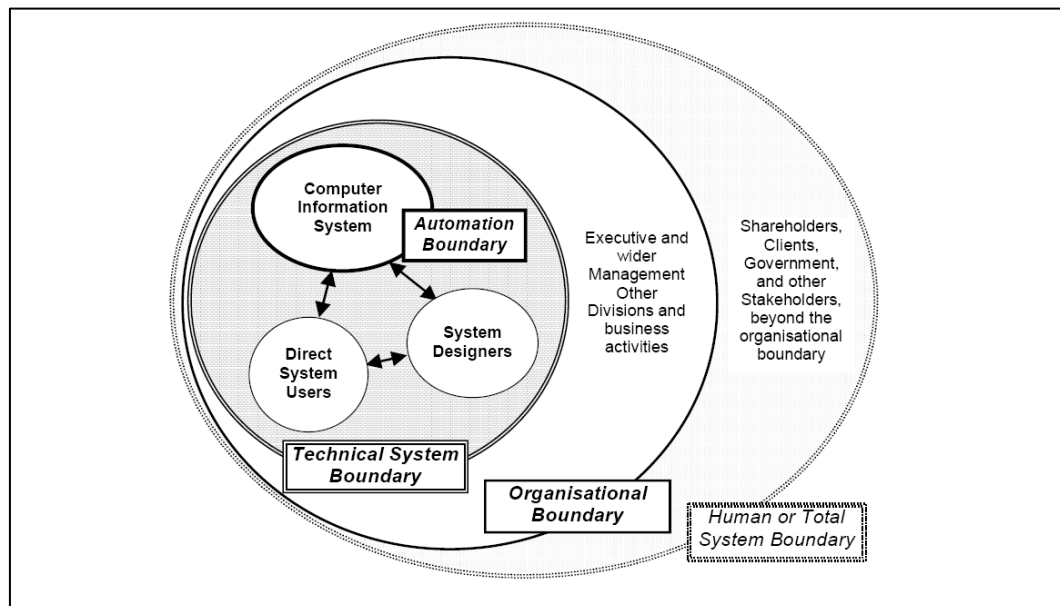 Computer
Information
System
Automation
Boundary
Direct
System
Users
System
Designers
Technical System
Boundary
Executive and
wider
Management
Other
Divisions and
business
activities
Organisational
Boundary
Shareholders,
Clients,
Government,
and other
Stakeholders,
beyond the
organisational
boundary
Human or Total
System Boundary